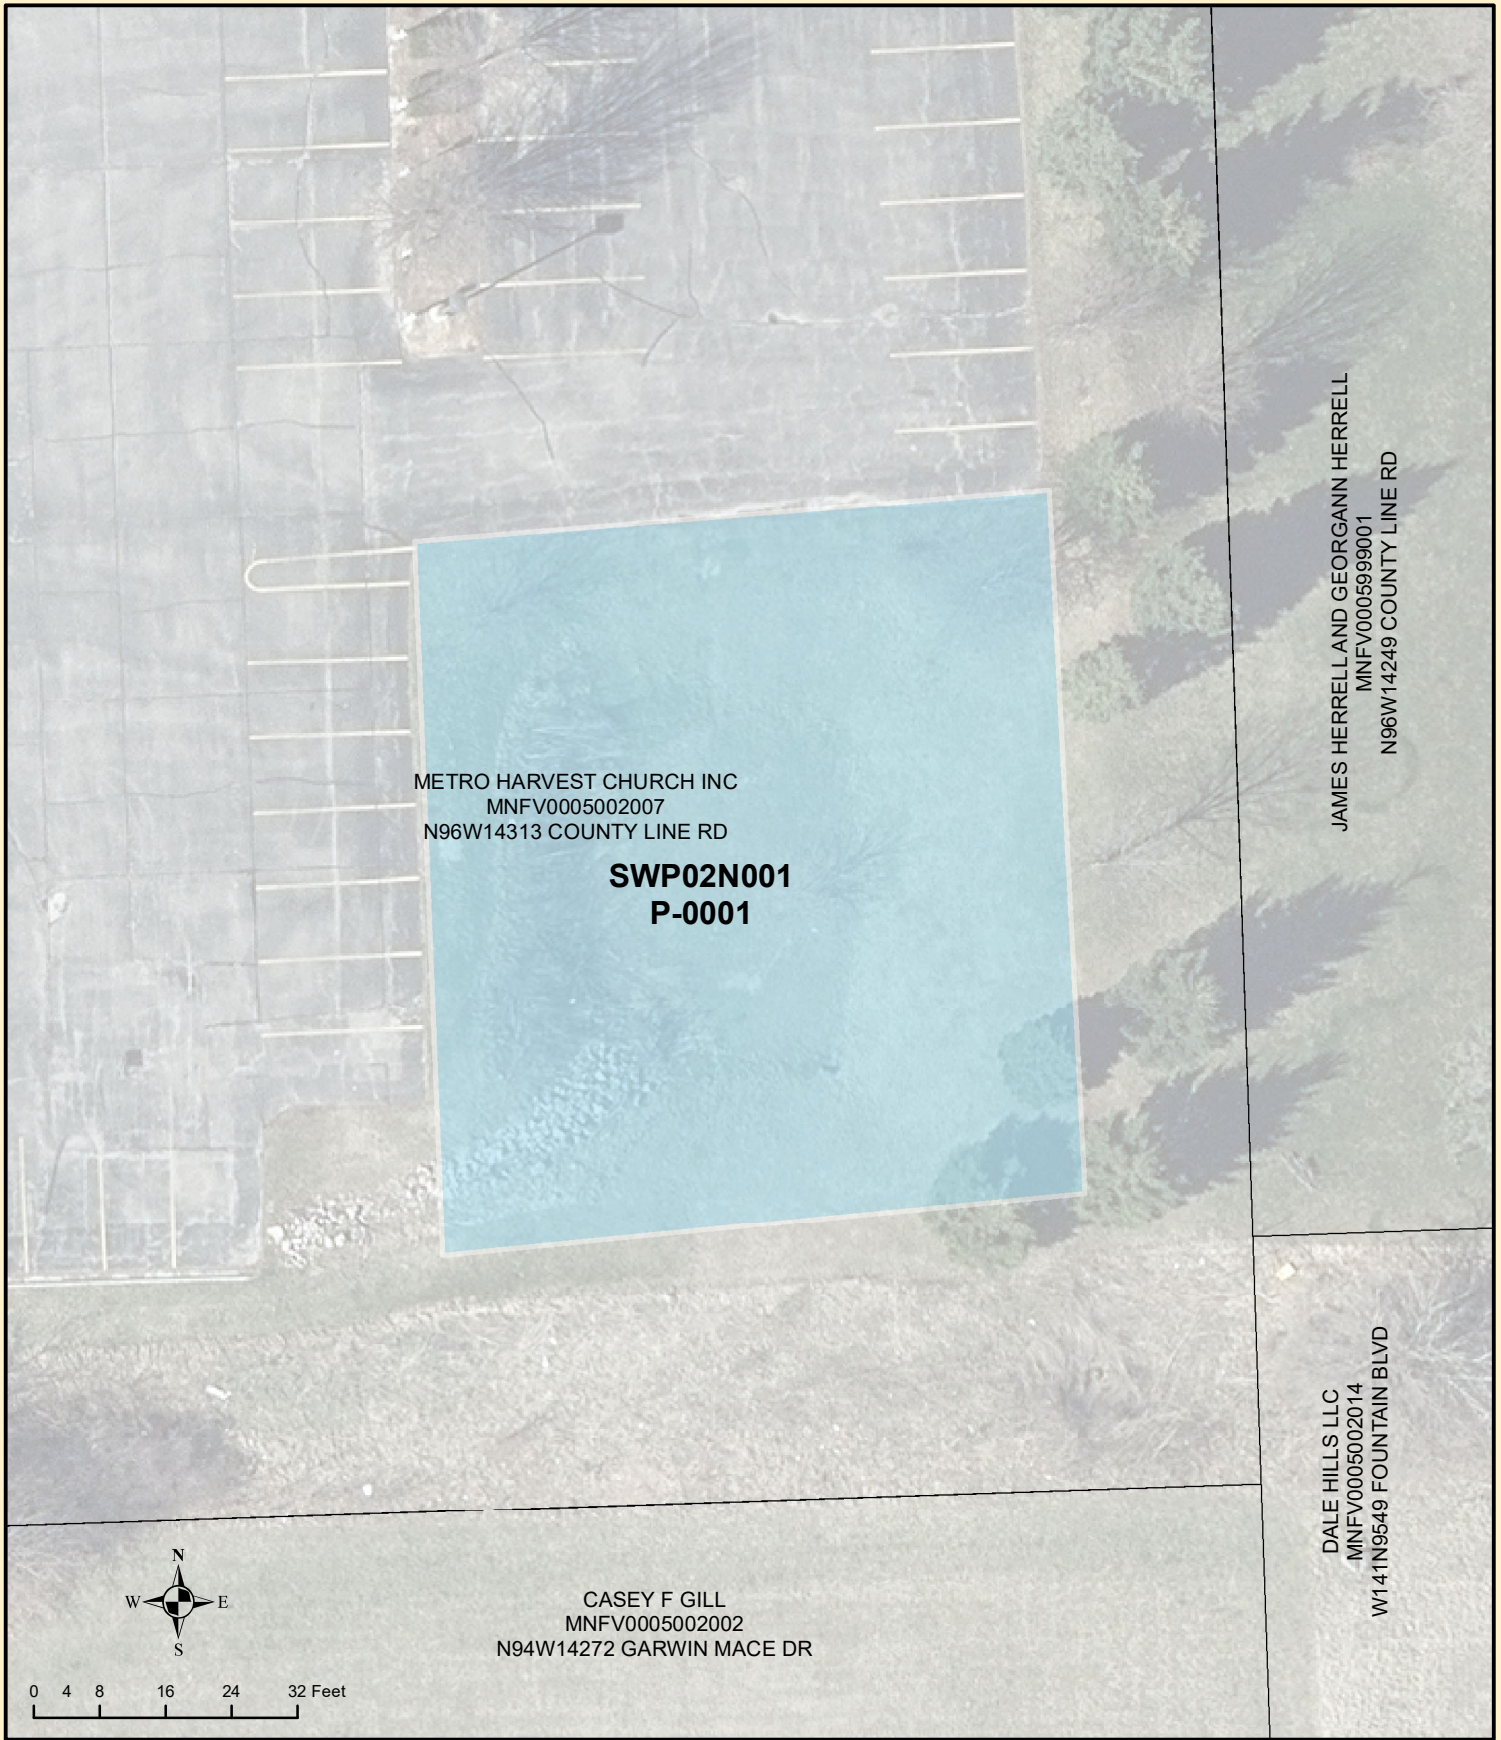 METRO HARVEST CHURCH INC
MNFV0005002007
N96W14313 COUNTY LINE RD
SWP02N001
P-0001
JAMES HERRELL AND GEORGANN HERRELL
MNFV0005999001
N96W14249 COUNTY LINE RD
DALE HILLS LLC
MNFV0005002014
W141N9549 FOUNTAIN BLVD
CASEY F GILL
MNFV0005002002
N94W14272 GARWIN MACE DR
N
W E
S
0 4 8 16 24 32 Feet